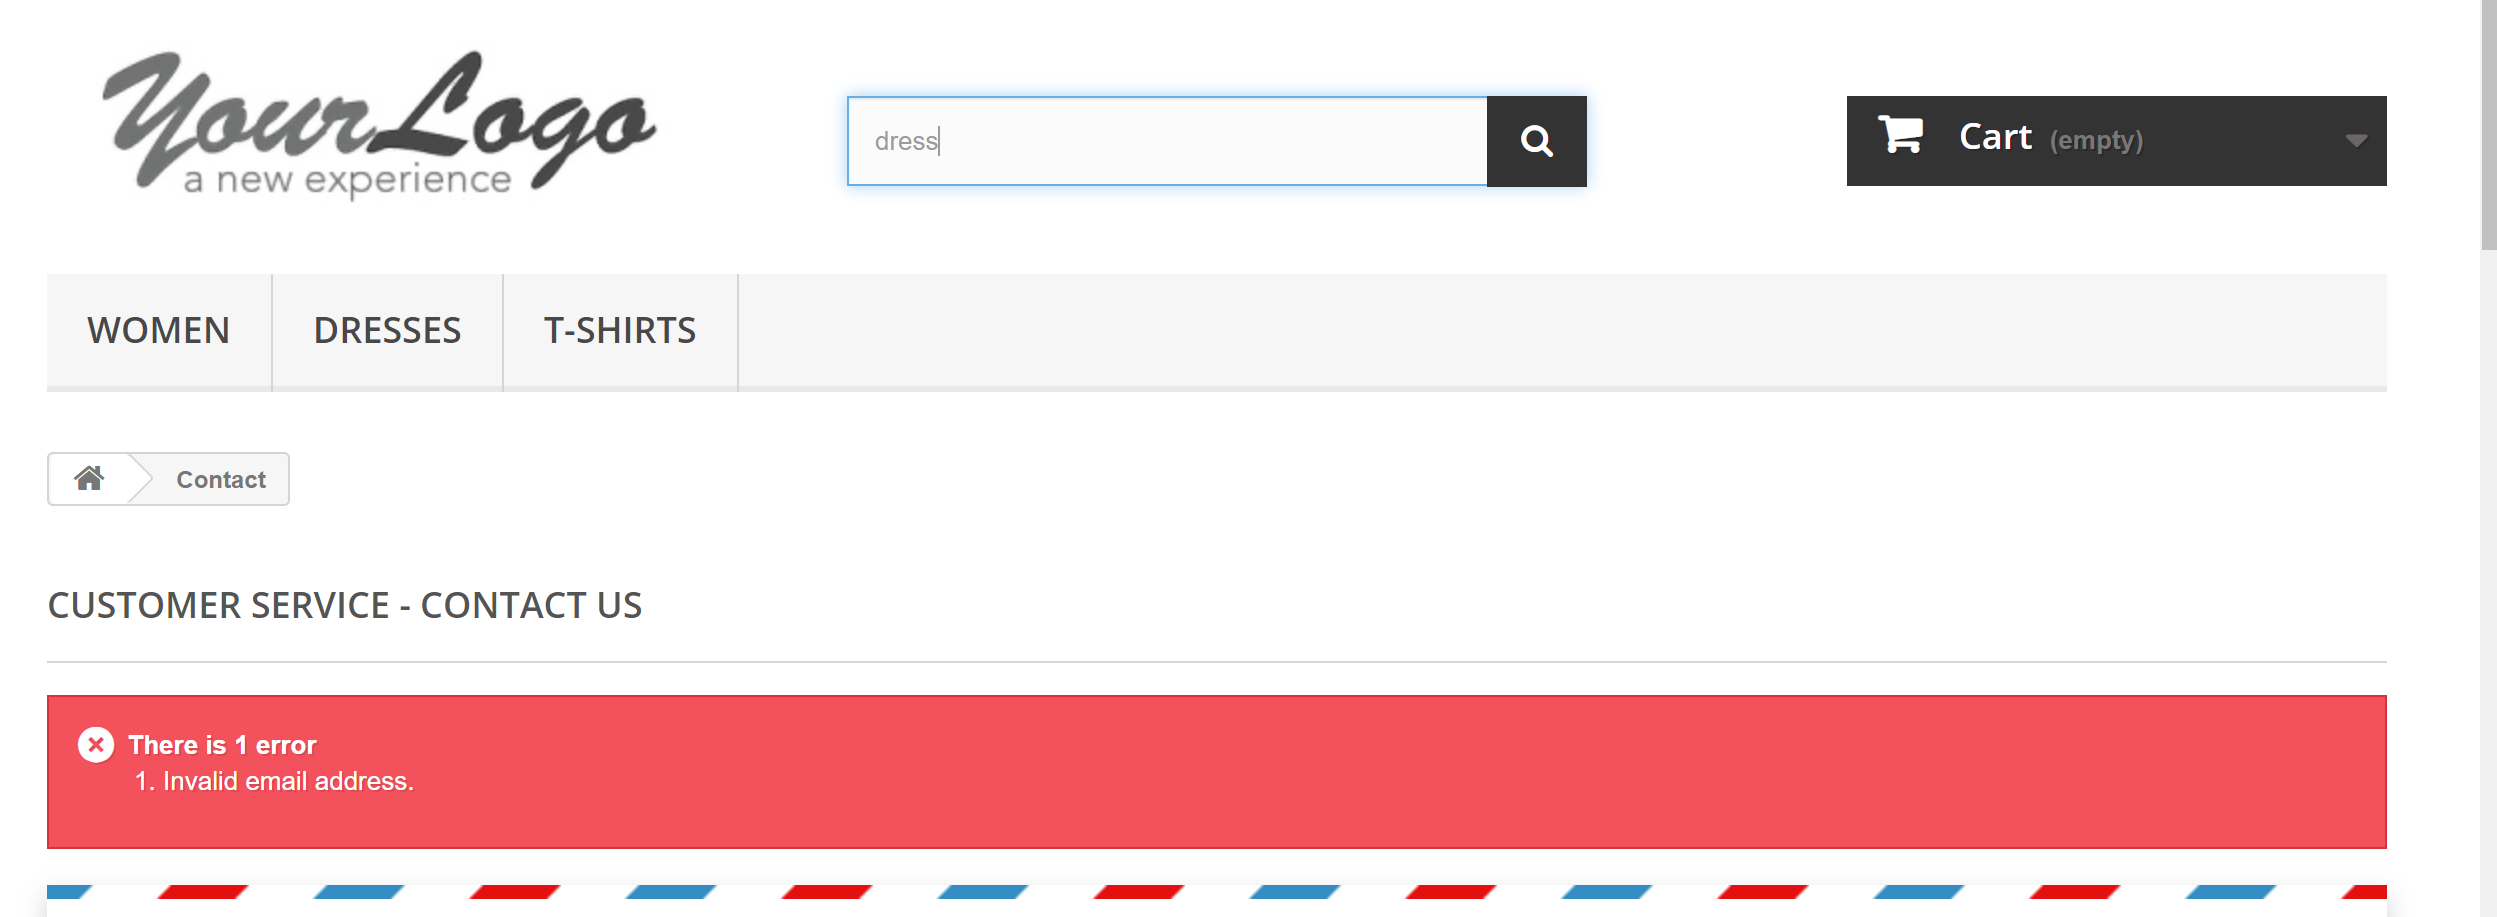 YourLogo
a new experience
dress
Cart (empty)
WOMEN DRESSES T-SHIRTS
Contact
CUSTOMER SERVICE - CONTACT US
There is 1 error
1. Invalid email address.